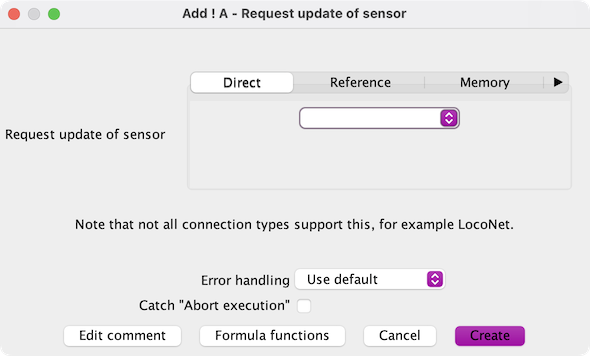 Add ! A - Request update of sensor
Direct Reference Memory
Request update of sensor
Note that not all connection types support this, for example LocoNet.
Error handling Use default
Catch "Abort execution"
Edit comment Formula functions Cancel Create